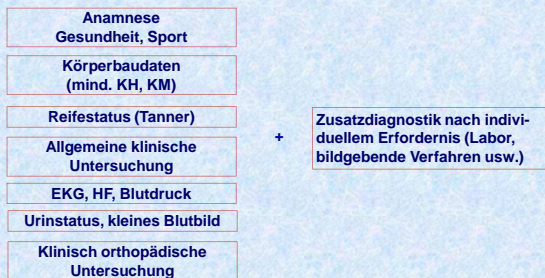 Anamnese
Gesundheit, Sport
Körperbaudaten
(mind. KH, KM)
Reifestatus (Tanner)
Allgemeine klinische
Untersuchung
EKG, HF, Blutdruck
Urinstatus, kleines Blutbild
Klinisch orthopädische
Untersuchung
+
Zusatzdiagnostik nach indivi-
duellem Erfordernis (Labor,
bildgebende Verfahren usw.)